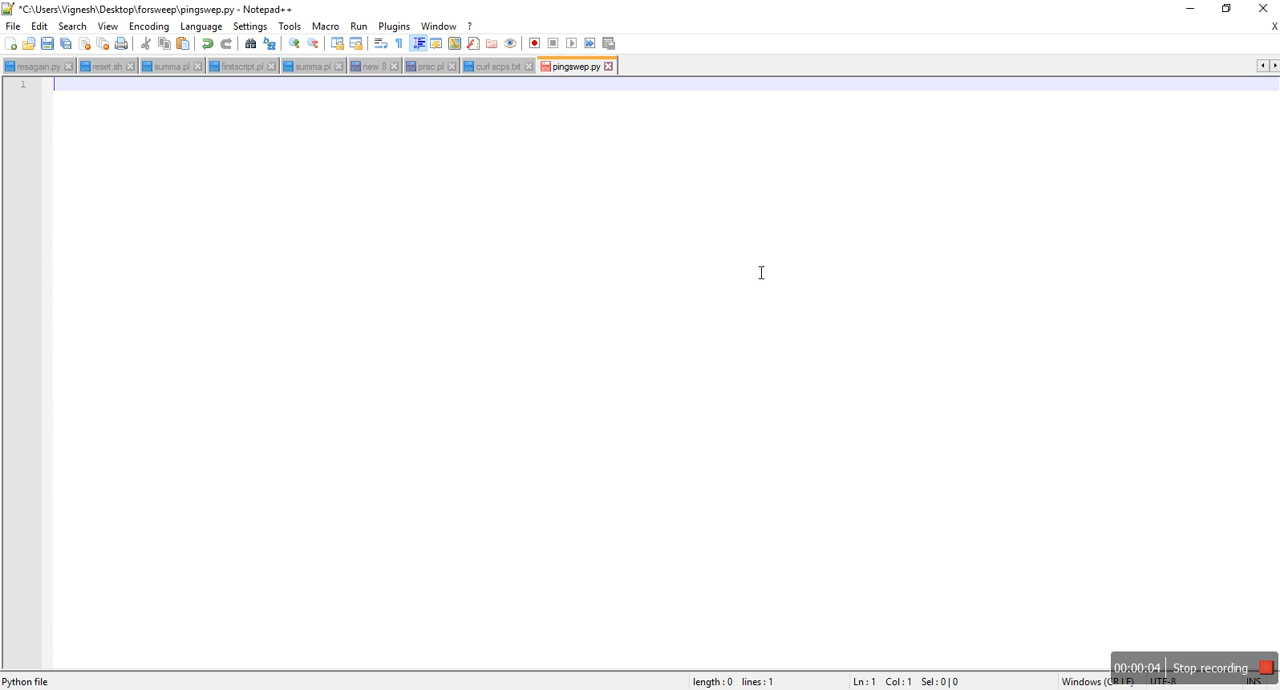 *C:\Users\Vignesh\Desktop\forsweep\pingswep.py - Notepad++
File Edit Search View Encoding Language Settings Tools Macro Run Plugins Window ? X
resagain.py reset.sh summa.pl firstscript.pl summa.pl new 8 prac.pl curl scps.txt pingswep.py
1
00:00:04 Stop recording
Python file length : 0 lines : 1 Ln : 1 Col : 1 Sel : 0 | 0 Windows (CR LF) UTF-8 INS